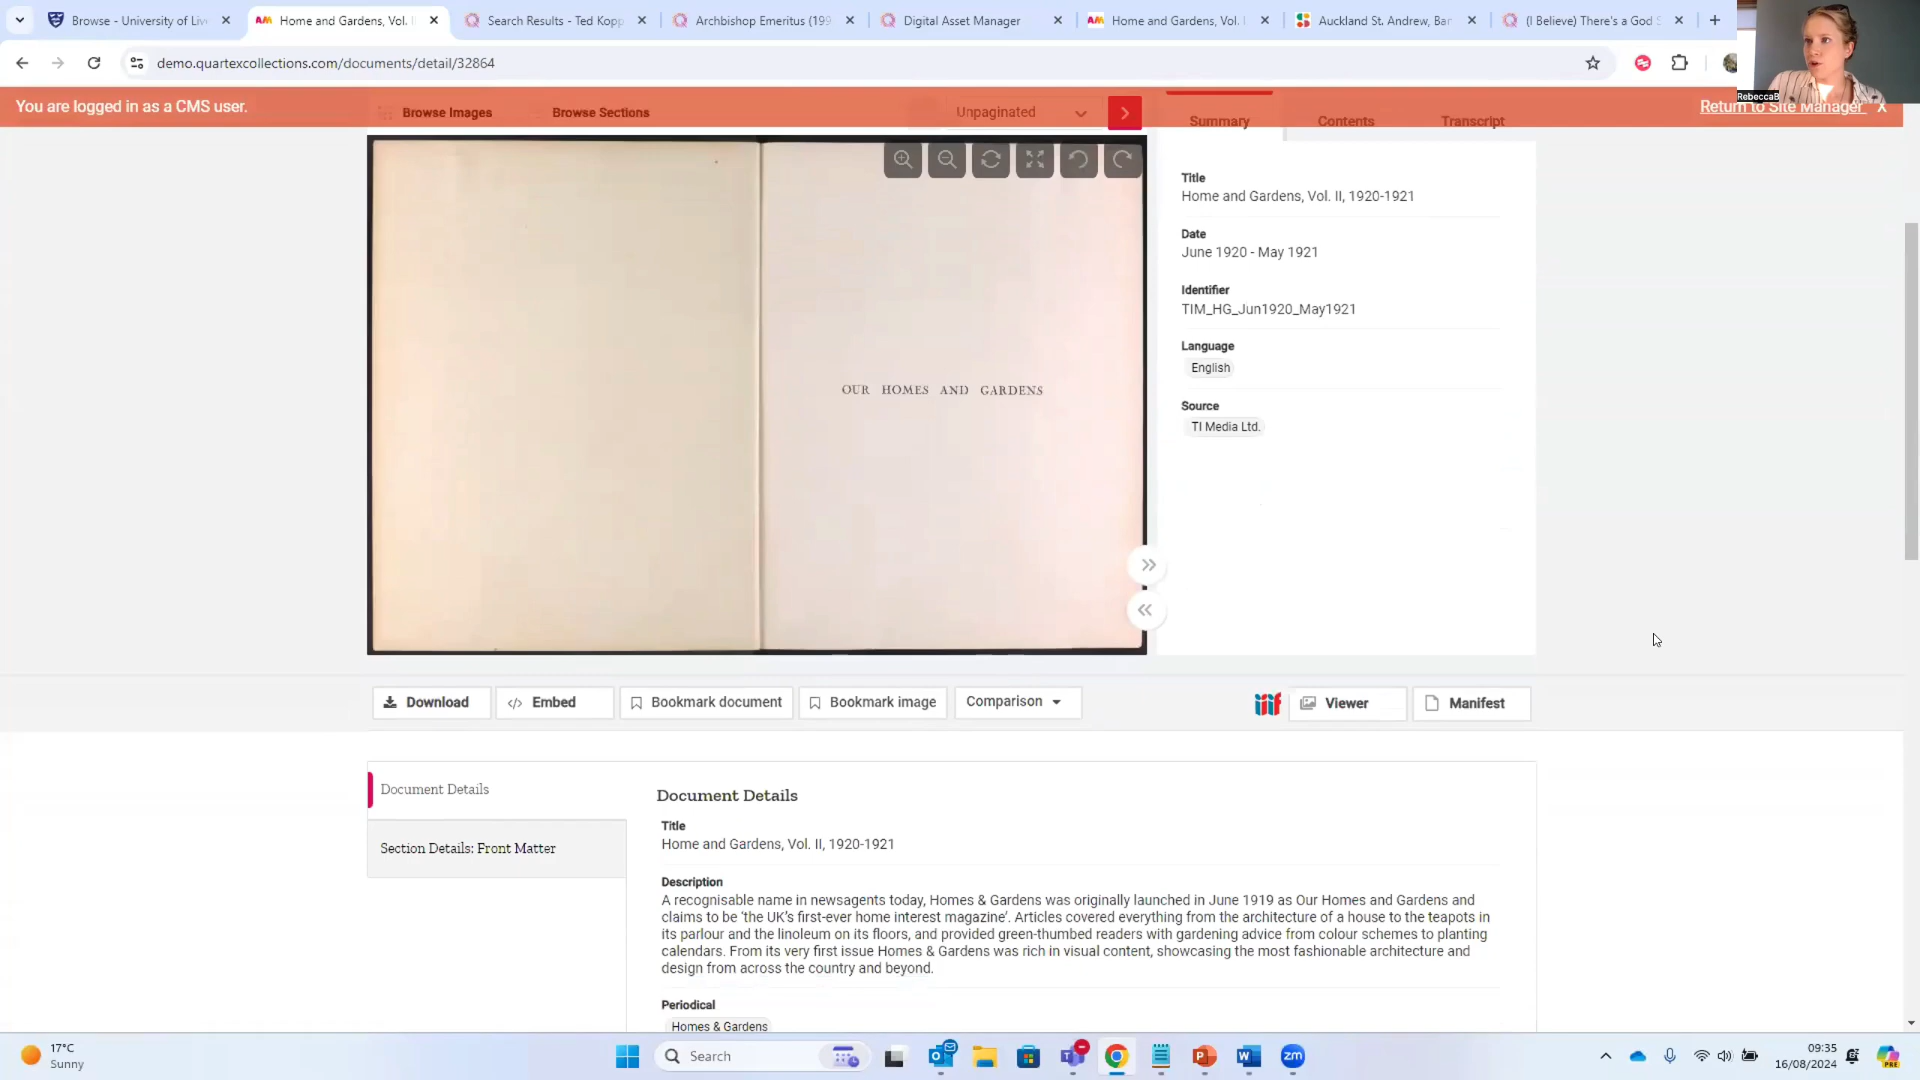 Browse - University of Liv
Home and Gardens, Vol. I
Search Results - Ted Kopp
Archbishop Emeritus (199
Digital Asset Manager
Home and Gardens, Vol. I
Auckland St. Andrew, Bar
(I Believe) There's a God S
demo.quartexcollections.com/documents/detail/32864
RebeccaB
You are logged in as a CMS user.
Return to Site Manager X
Browse Images
Browse Sections
Unpaginated
Summary
Contents
Transcript
OUR HOMES AND GARDENS
Title
Home and Gardens, Vol. II, 1920-1921
Date
June 1920 - May 1921
Identifier
TIM_HG_Jun1920_May1921
Language
English
Source
TI Media Ltd.
Download
Embed
Bookmark document
Bookmark image
Comparison
iiif
Viewer
Manifest
Document Details
Section Details: Front Matter
Document Details
Title
Home and Gardens, Vol. II, 1920-1921
Description
A recognisable name in newsagents today, Homes & Gardens was originally launched in June 1919 as Our Homes and Gardens and
claims to be 'the UK's first-ever home interest magazine'. Articles covered everything from the architecture of a house to the teapots in
its parlour and the linoleum on its floors, and provided green-thumbed readers with gardening advice from colour schemes to planting
calendars. From its very first issue Homes & Gardens was rich in visual content, showcasing the most fashionable architecture and
design from across the country and beyond.
Periodical
Homes & Gardens
17°C
Sunny
Search
zm
09:35
16/08/2024
PRE